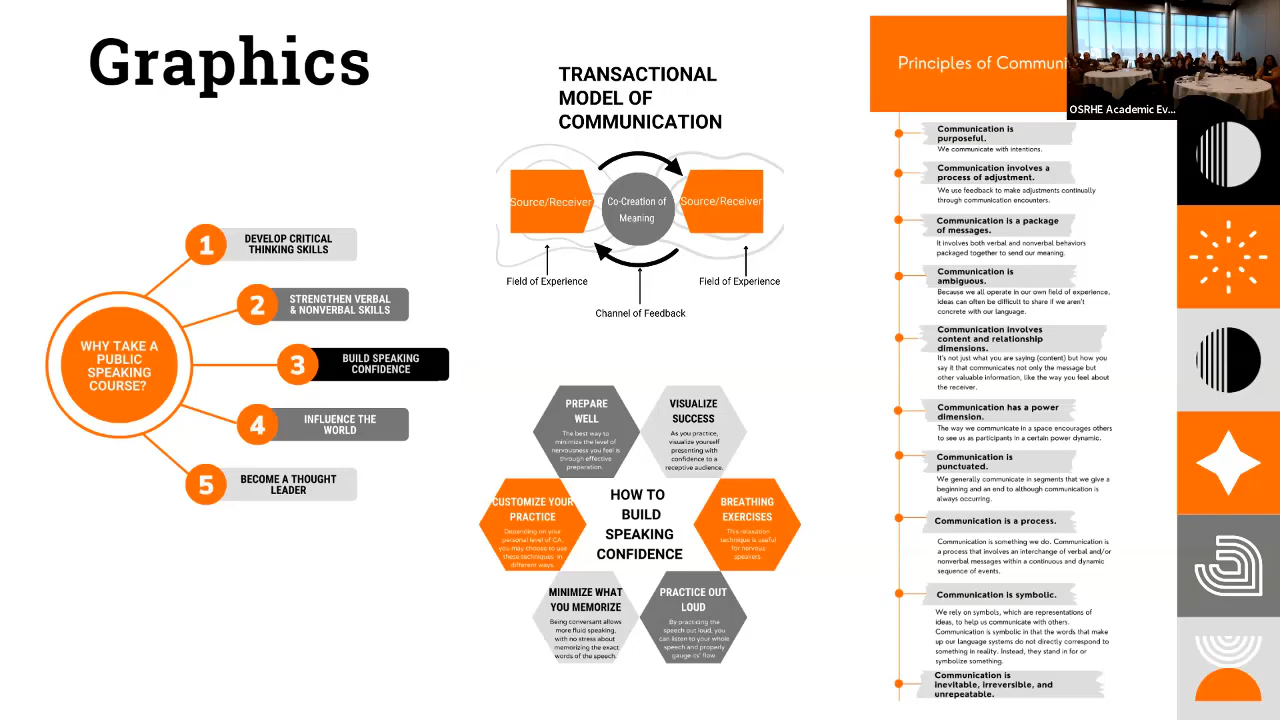 Graphics
WHY TAKE A
PUBLIC
SPEAKING
COURSE?
1
DEVELOP CRITICAL
THINKING SKILLS
2
STRENGTHEN VERBAL
& NONVERBAL SKILLS
3
BUILD SPEAKING
CONFIDENCE
4
INFLUENCE THE
WORLD
5
BECOME A THOUGHT
LEADER
TRANSACTIONAL
MODEL OF
COMMUNICATION
Source/Receiver
Co-Creation of
Meaning
Source/Receiver
Field of Experience
Field of Experience
Channel of Feedback
HOW TO
BUILD
SPEAKING
CONFIDENCE
PREPARE
WELL
The best way to
minimize the level of
nervousness you feel is
through effective
preparation.
VISUALIZE
SUCCESS
As you practice,
visualize yourself
presenting with
confidence to a
receptive audience.
CUSTOMIZE YOUR
PRACTICE
Depending on your
personal level of CA,
you may choose to use
these techniques in
different ways.
BREATHING
EXERCISES
This relaxation
technique is useful
for nervous
speakers.
MINIMIZE WHAT
YOU MEMORIZE
Being conversant allows
more fluid speaking,
with no stress about
memorizing the exact
words of the speech.
PRACTICE OUT
LOUD
By practicing the
speech out loud, you
can listen to your whole
speech and properly
gauge its' flow.
Principles of Communi
OSRHE Academic Ev...
Communication is
purposeful.
We communicate with intentions.
Communication involves a
process of adjustment.
We use feedback to make adjustments continually
through communication encounters.
Communication is a package
of messages.
It involves both verbal and nonverbal behaviors
packaged together to send our meaning.
Communication is
ambiguous.
Because we all operate in our own field of experience,
ideas can often be difficult to share if we aren't
concrete with our language.
Communication involves
content and relationship
dimensions.
It's not just what you are saying (content) but how you
say it that communicates not only the message but
other valuable information, like the way you feel about
the receiver.
Communication has a power
dimension.
The way we communicate in a space encourages others
to see us as participants in a certain power dynamic.
Communication is
punctuated.
We generally communicate in segments that we give a
beginning and an end to although communication is
always occurring.
Communication is a process.
Communication is something we do. Communication is
a process that involves an interchange of verbal and/or
nonverbal messages within a continuous and dynamic
sequence of events.
Communication is symbolic.
We rely on symbols, which are representations of
ideas, to help us communicate with others.
Communication is symbolic in that the words that make
up our language systems do not directly correspond to
something in reality. Instead, they stand in for or
symbolize something.
Communication is
inevitable, irreversible, and
unrepeatable.